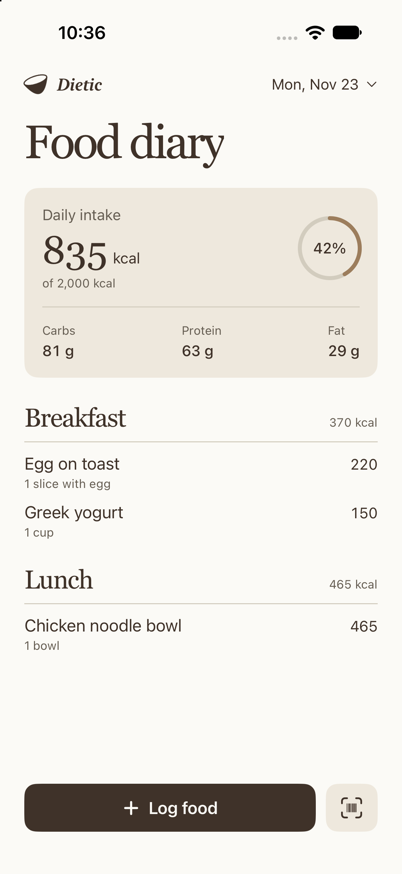 10:36
Dietic
Mon, Nov 23
Food diary
Daily intake
835 kcal
of 2,000 kcal
42%
Carbs
81 g
Protein
63 g
Fat
29 g
Breakfast
370 kcal
Egg on toast
220
1 slice with egg
Greek yogurt
150
1 cup
Lunch
465 kcal
Chicken noodle bowl
465
1 bowl
+ Log food